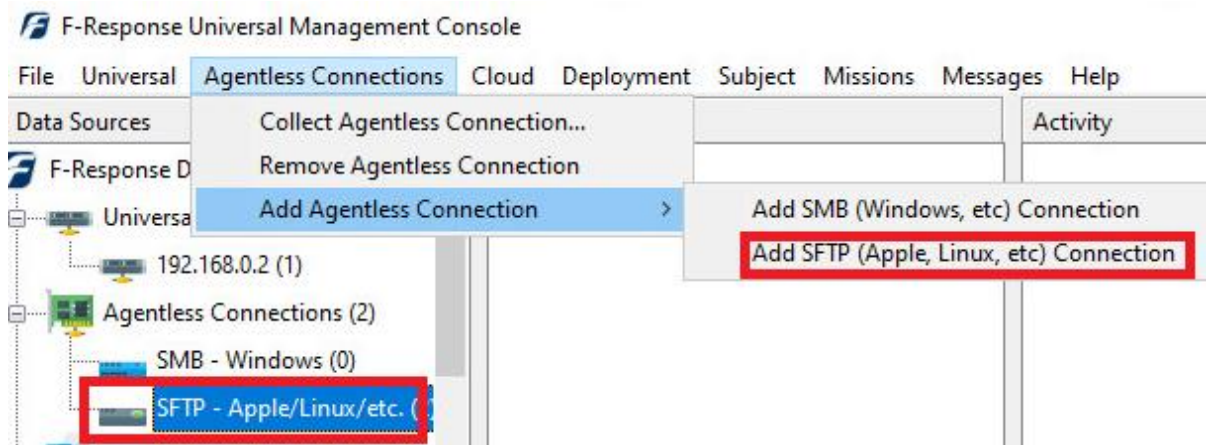 F-Response Universal Management Console
File Universal Agentless Connections Cloud Deployment Subject Missions Messages Help
Data Sources
Collect Agentless Connection...
Activity
F-Response D
Remove Agentless Connection
Universa
Add Agentless Connection >
Add SMB (Windows, etc) Connection
Add SFTP (Apple, Linux, etc) Connection
192.168.0.2 (1)
Agentless Connections (2)
SMB - Windows (0)
SFTP - Apple/Linux/etc. (